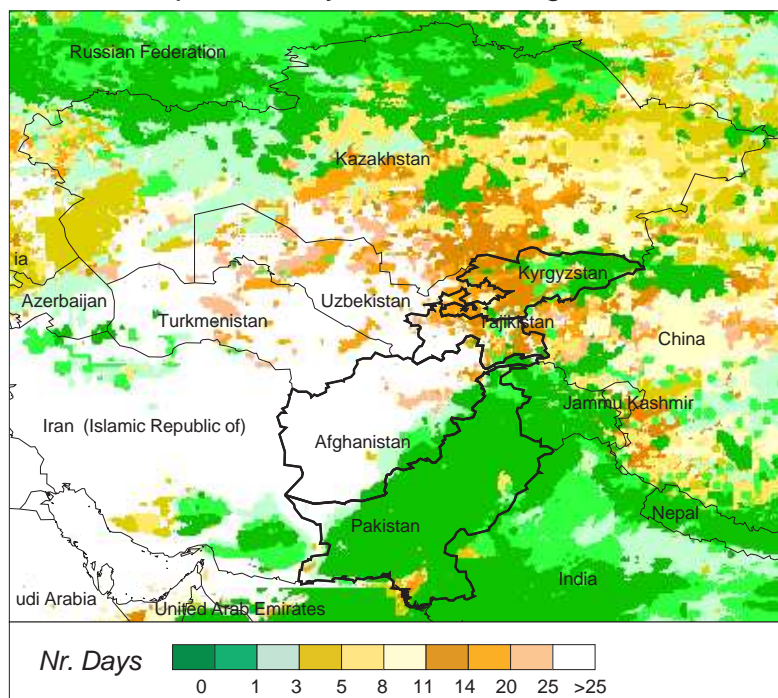 Russian Federation
Kazakhstan
ia
Kyrgyzstan
Azerbaijan
Uzbekistan
Turkmenistan
Tajikistan
China
Jammu Kashmir
Iran (Islamic Republic of)
Afghanistan
Nepal
Pakistan
India
udi Arabia
United Arab Emirates
Nr. Days
0 1 3 5 8 11 14 20 25 >25